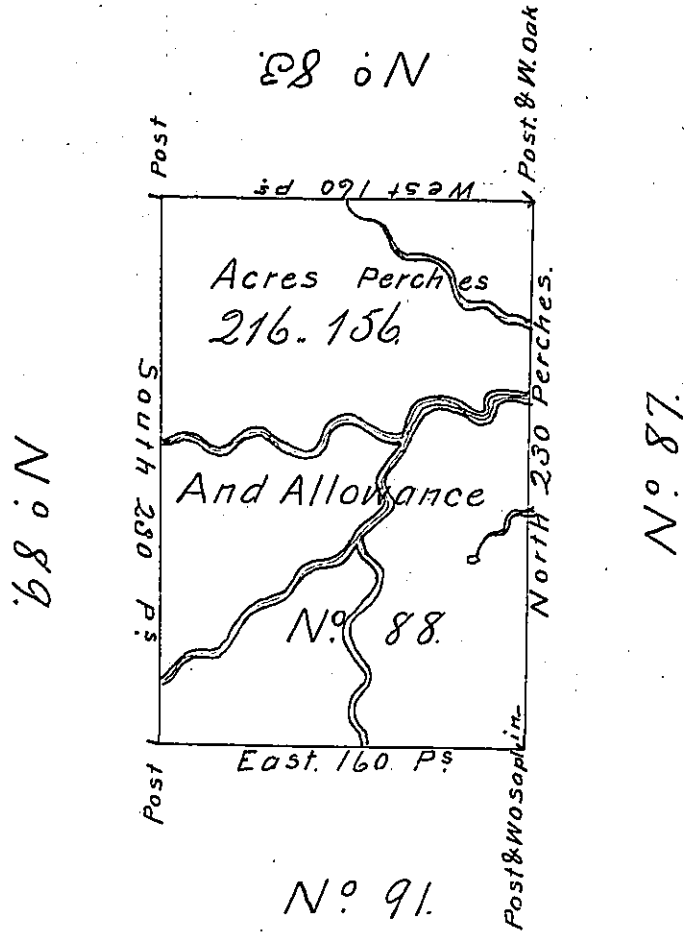 No 83.
Post
Post. & W. Oak
West 160 ps
Acres Perches
216. 156.
South 230 Ps
North 230 Perches.
No 89.
No 87.
And Allowance
No 88.
East. 160 Ps
Post
Post &
No 91.